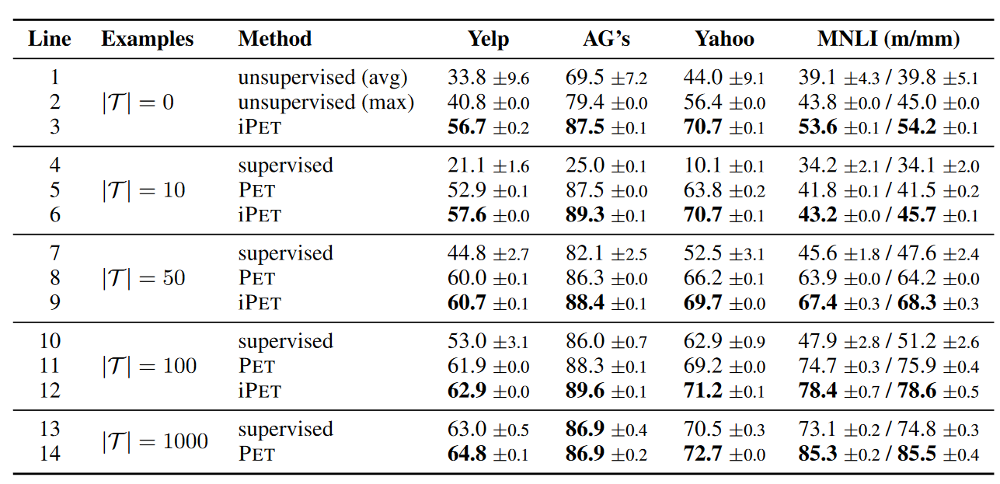 Line Examples Method Yelp AG's Yahoo MNLI (m/mm)
1 unsupervised (avg) 33.8 ±9.6 69.5 ±7.2 44.0 ±9.1 39.1 ±4.3 / 39.8 ±5.1
2 |𝒯| = 0 unsupervised (max) 40.8 ±0.0 79.4 ±0.0 56.4 ±0.0 43.8 ±0.0 / 45.0 ±0.0
3 iPET 56.7 ±0.2 87.5 ±0.1 70.7 ±0.1 53.6 ±0.1 / 54.2 ±0.1
4 supervised 21.1 ±1.6 25.0 ±0.1 10.1 ±0.1 34.2 ±2.1 / 34.1 ±2.0
5 |𝒯| = 10 PET 52.9 ±0.1 87.5 ±0.0 63.8 ±0.2 41.8 ±0.1 / 41.5 ±0.2
6 iPET 57.6 ±0.0 89.3 ±0.1 70.7 ±0.1 43.2 ±0.0 / 45.7 ±0.1
7 supervised 44.8 ±2.7 82.1 ±2.5 52.5 ±3.1 45.6 ±1.8 / 47.6 ±2.4
8 |𝒯| = 50 PET 60.0 ±0.1 86.3 ±0.0 66.2 ±0.1 63.9 ±0.0 / 64.2 ±0.0
9 iPET 60.7 ±0.1 88.4 ±0.1 69.7 ±0.0 67.4 ±0.3 / 68.3 ±0.3
10 supervised 53.0 ±3.1 86.0 ±0.7 62.9 ±0.9 47.9 ±2.8 / 51.2 ±2.6
11 |𝒯| = 100 PET 61.9 ±0.0 88.3 ±0.1 69.2 ±0.0 74.7 ±0.3 / 75.9 ±0.4
12 iPET 62.9 ±0.0 89.6 ±0.1 71.2 ±0.1 78.4 ±0.7 / 78.6 ±0.5
13 |𝒯| = 1000 supervised 63.0 ±0.5 86.9 ±0.4 70.5 ±0.3 73.1 ±0.2 / 74.8 ±0.3
14 PET 64.8 ±0.1 86.9 ±0.2 72.7 ±0.0 85.3 ±0.2 / 85.5 ±0.4